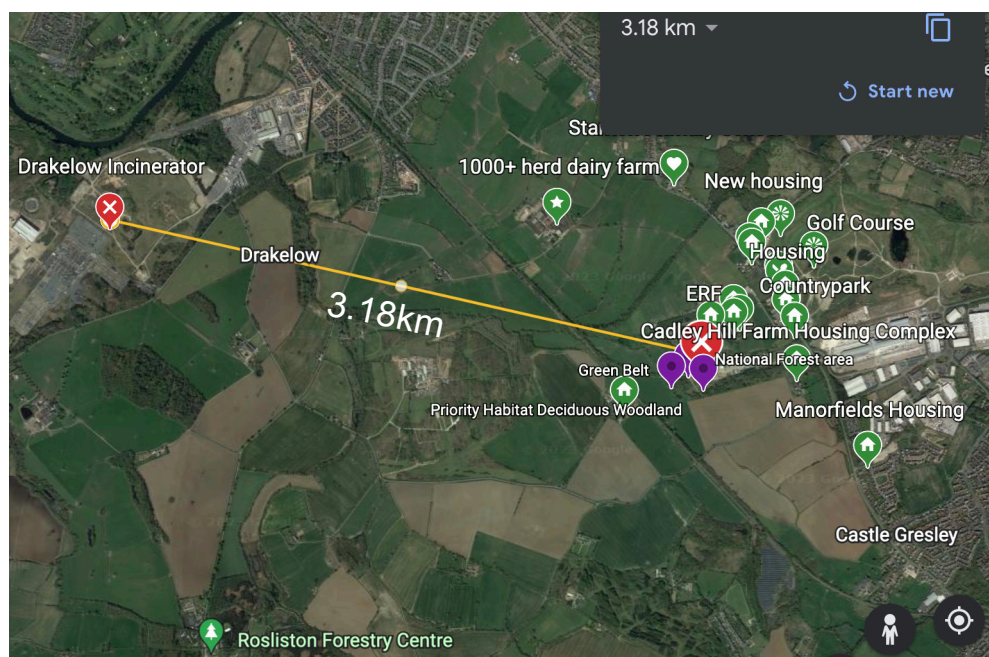 3.18 km
Start new
Drakelow Incinerator
1000+ herd dairy farm
New housing
Golf Course
Housing
Drakelow
Countrypark
ERF
3.18km
Cadley Hill Farm Housing Complex
National Forest area
Green Belt
Priority Habitat Deciduous Woodland
Manorfields Housing
Castle Gresley
Rosliston Forestry Centre